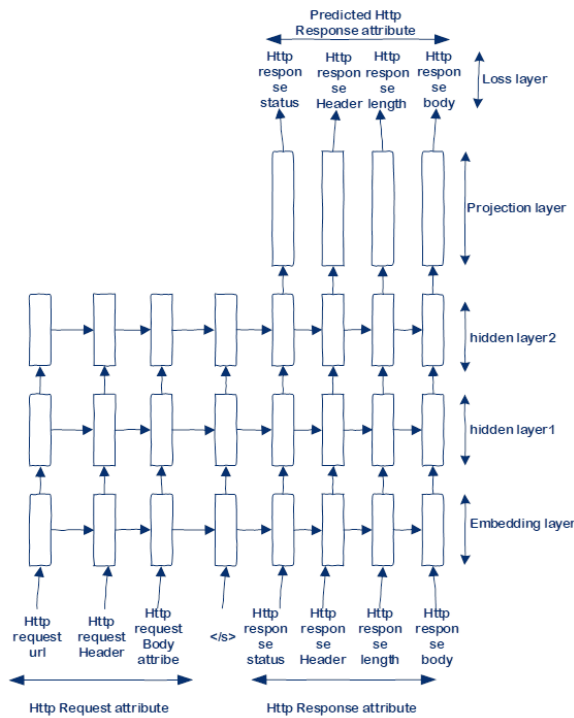 Predicted Http
Response attribute
Http
respon
se
status
Http
respon
se
Header
Http
respon
se
length
Http
respon
se
body
Loss layer
Projection layer
hidden layer2
hidden layer1
Embedding layer
Http
request
url
Http
request
Header
Http
request
Body
attribe
</s>
Http
respon
se
status
Http
respon
se
Header
Http
respon
se
length
Http
respon
se
body
Http Request attribute
Http Response attribute